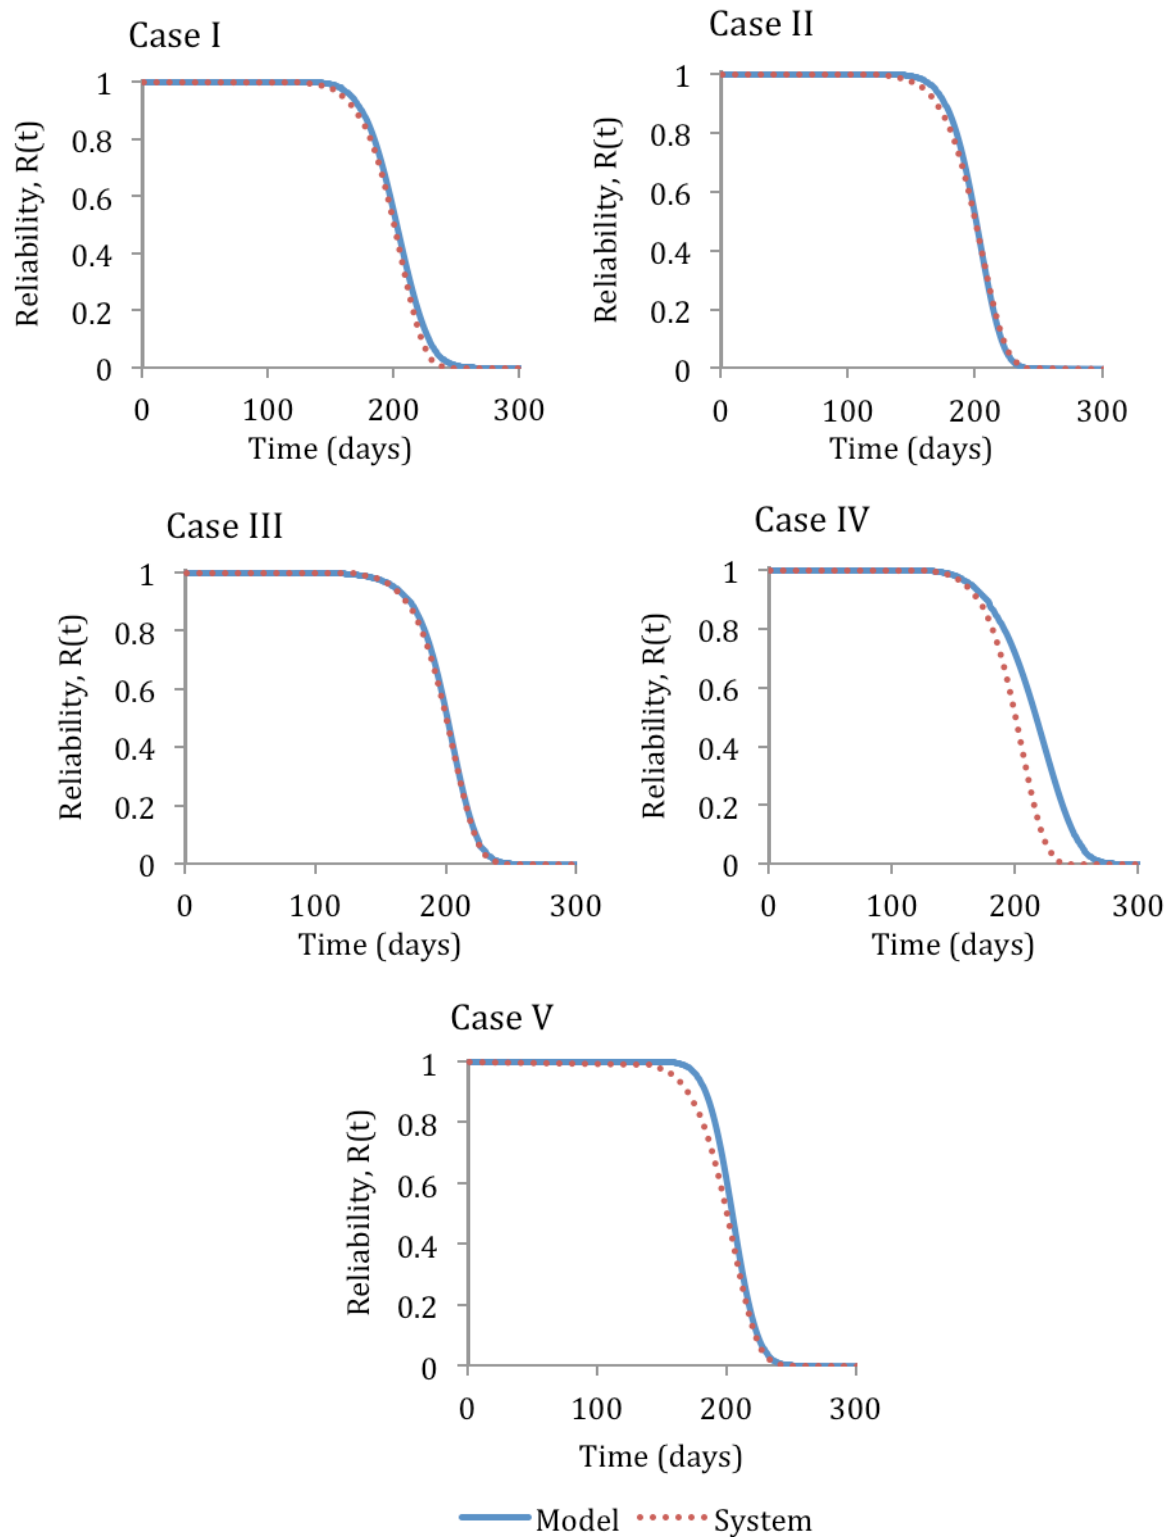 Case I
Reliability, R(t)
1
0.8
0.6
0.4
0.2
0
0 100 200 300
Time (days)
Case II
Reliability, R(t)
1
0.8
0.6
0.4
0.2
0
0 100 200 300
Time (days)
Case III
Reliability, R(t)
1
0.8
0.6
0.4
0.2
0
0 100 200 300
Time (days)
Case IV
Reliability, R(t)
1
0.8
0.6
0.4
0.2
0
0 100 200 300
Time (days)
Case V
Reliability, R(t)
1
0.8
0.6
0.4
0.2
0
0 100 200 300
Time (days)
Model System